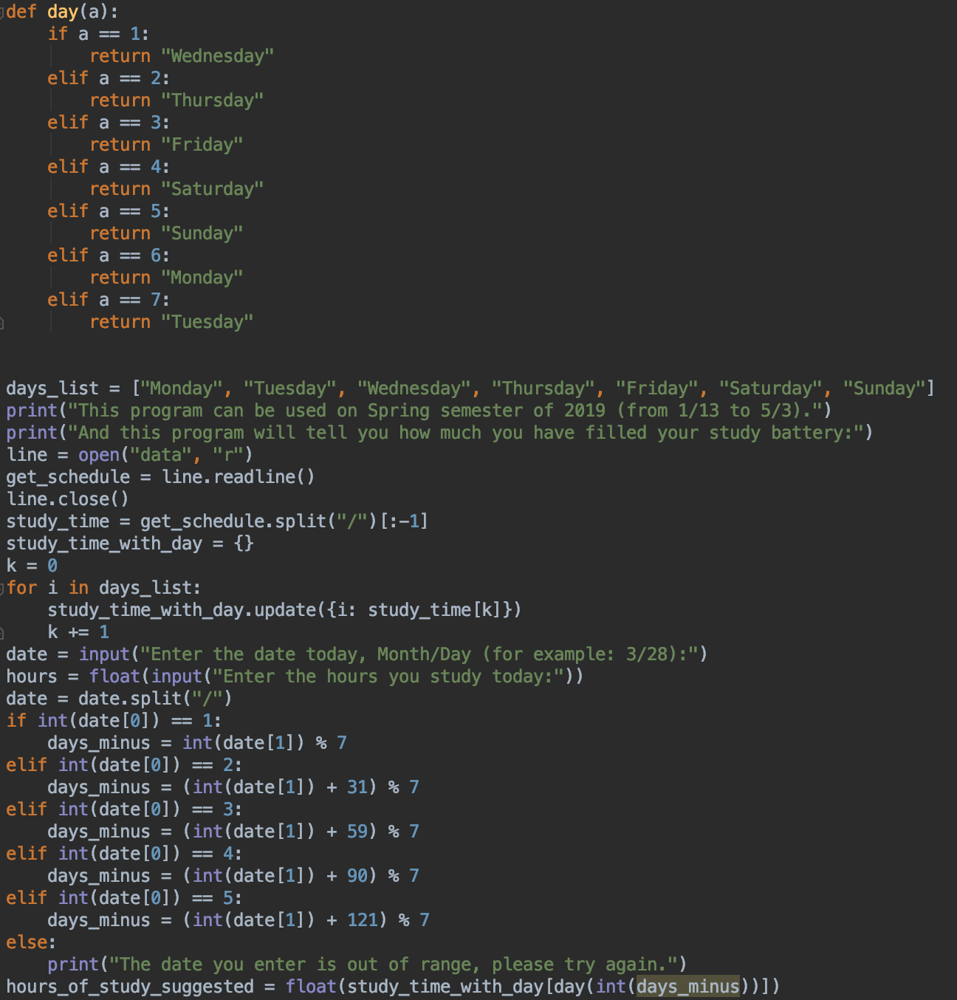 def day(a):
    if a == 1:
        return "Wednesday"
    elif a == 2:
        return "Thursday"
    elif a == 3:
        return "Friday"
    elif a == 4:
        return "Saturday"
    elif a == 5:
        return "Sunday"
    elif a == 6:
        return "Monday"
    elif a == 7:
        return "Tuesday"
days_list = ["Monday", "Tuesday", "Wednesday", "Thursday", "Friday", "Saturday", "Sunday"]
print("This program can be used on Spring semester of 2019 (from 1/13 to 5/3).")
print("And this program will tell you how much you have filled your study battery:")
line = open("data", "r")
get_schedule = line.readline()
line.close()
study_time = get_schedule.split("/")[:-1]
study_time_with_day = {}
k = 0
for i in days_list:
    study_time_with_day.update({i: study_time[k]})
    k += 1
date = input("Enter the date today, Month/Day (for example: 3/28):")
hours = float(input("Enter the hours you study today:"))
date = date.split("/")
if int(date[0]) == 1:
    days_minus = int(date[1]) % 7
elif int(date[0]) == 2:
    days_minus = (int(date[1]) + 31) % 7
elif int(date[0]) == 3:
    days_minus = (int(date[1]) + 59) % 7
elif int(date[0]) == 4:
    days_minus = (int(date[1]) + 90) % 7
elif int(date[0]) == 5:
    days_minus = (int(date[1]) + 121) % 7
else:
    print("The date you enter is out of range, please try again.")
hours_of_study_suggested = float(study_time_with_day[day(int(days_minus))])